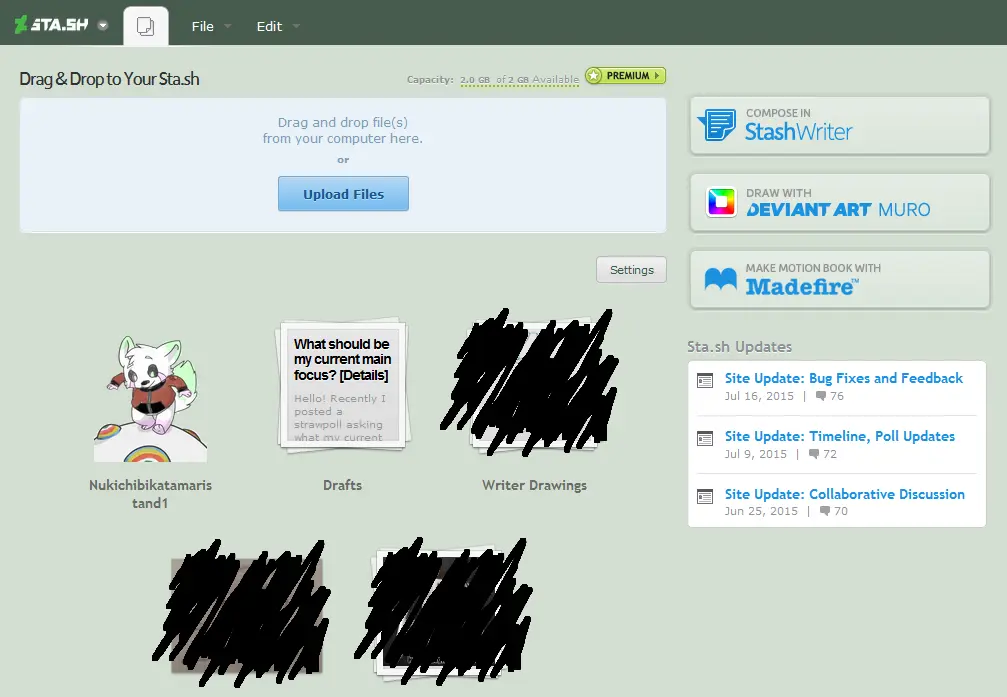 STA.SH
File
Edit
Drag & Drop to Your Sta.sh
Capacity: 2.0 GB of 2 GB Available
PREMIUM
Drag and drop file(s)
from your computer here.
or
Upload Files
Settings
COMPOSE IN
StashWriter
DRAW WITH
DEVIANT ART MURO
MAKE MOTION BOOK WITH
Madefire™
Sta.sh Updates
Site Update: Bug Fixes and Feedback
Jul 16, 2015 | 76
Site Update: Timeline, Poll Updates
Jul 9, 2015 | 72
Site Update: Collaborative Discussion
Jun 25, 2015 | 70
What should be
my current main
focus? [Details]
Hello! Recently I
posted a
strawpoll asking
what my current
Nukichibikatamaris
tand1
Drafts
Writer Drawings